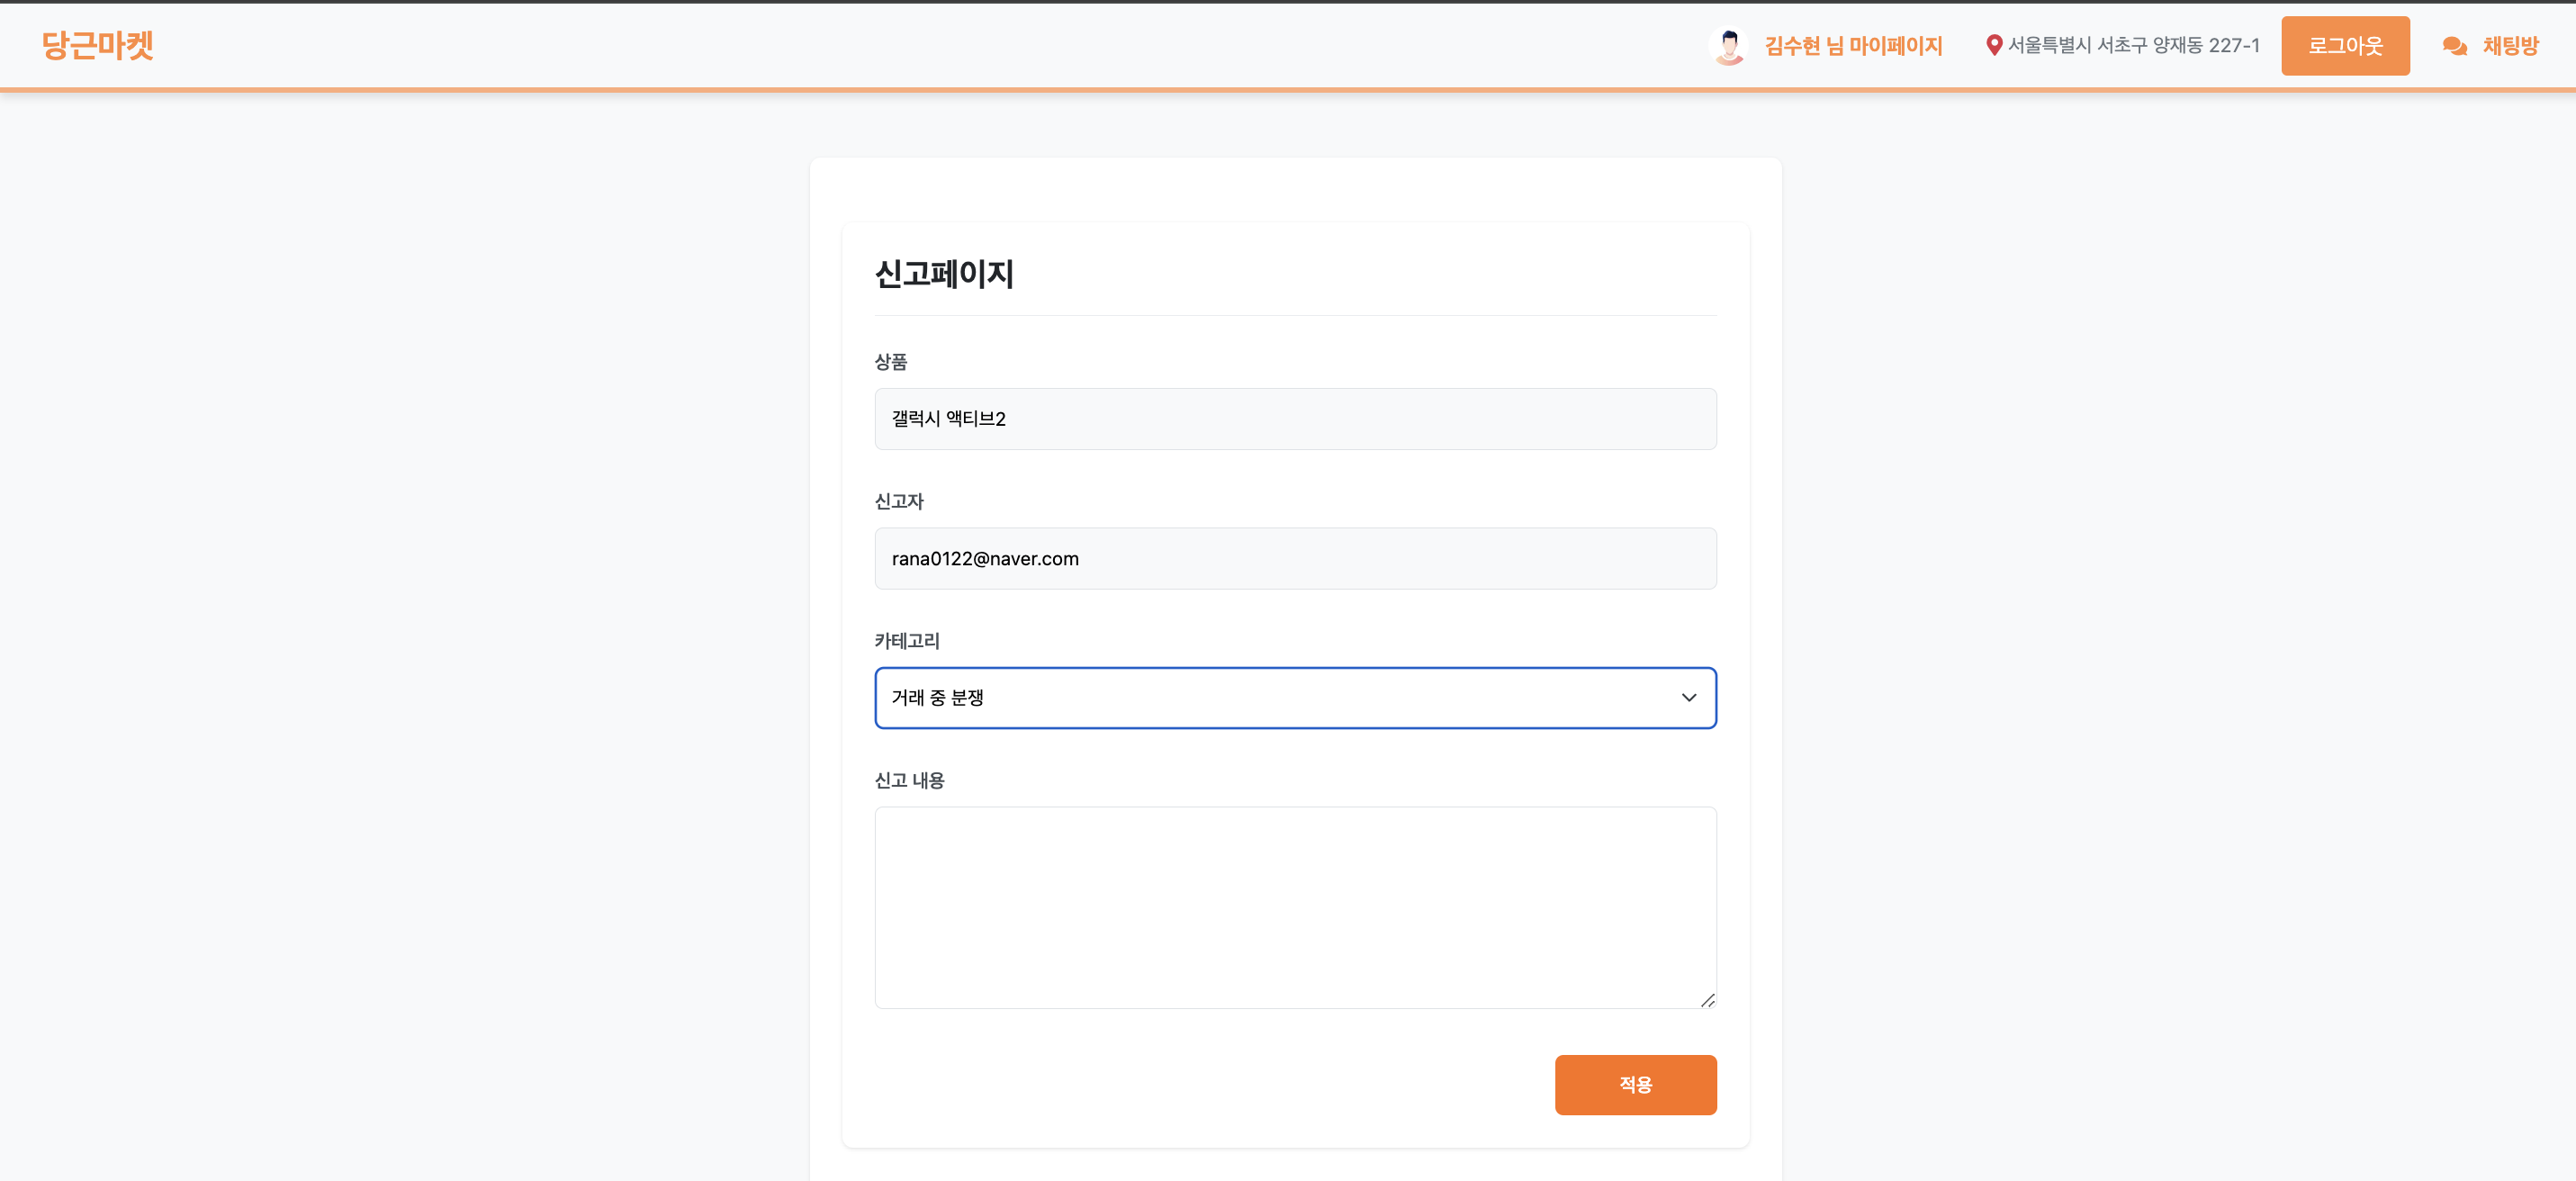 당근마켓
김수현 님 마이페이지
서울특별시 서초구 양재동 227-1
로그아웃
채팅방
신고페이지
상품
갤럭시 액티브2
신고자
rana0122@naver.com
카테고리
거래 중 분쟁
신고 내용
적용